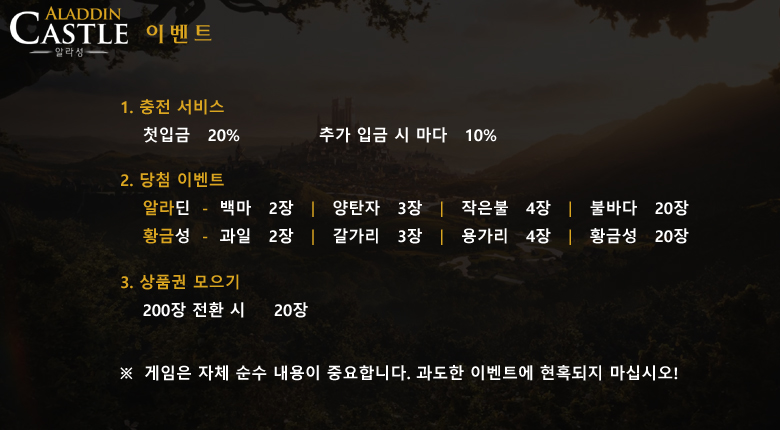 ALADDIN
CASTLE 이벤트
알라성
1. 충전 서비스
첫입금 20% 추가 입금 시 마다 10%
2. 당첨 이벤트
알라딘 - 백마 2장 | 양탄자 3장 | 작은불 4장 | 불바다 20장
황금성 - 과일 2장 | 갈가리 3장 | 용가리 4장 | 황금성 20장
3. 상품권 모으기
200장 전환 시 20장
※ 게임은 자체 순수 내용이 중요합니다. 과도한 이벤트에 현혹되지 마십시오!